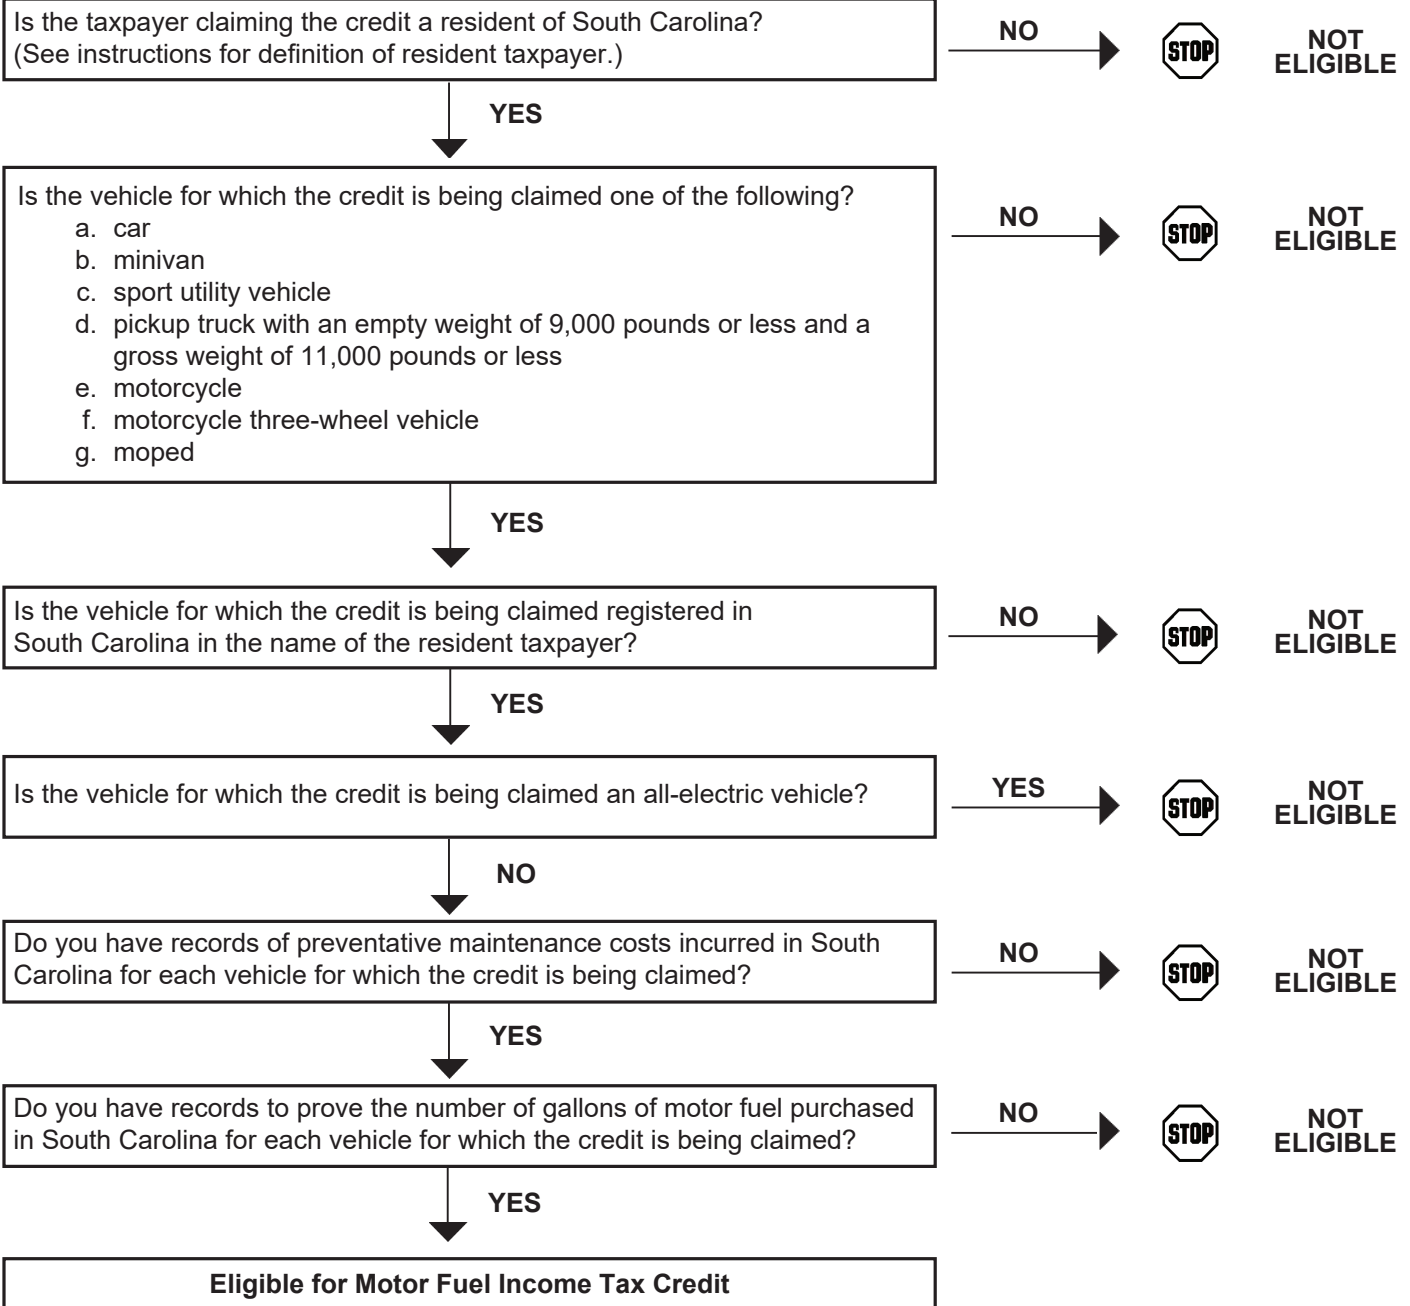 Is the taxpayer claiming the credit a resident of South Carolina?
(See instructions for definition of resident taxpayer.)
NO
STOP
NOT
ELIGIBLE
YES
Is the vehicle for which the credit is being claimed one of the following?
a. car
b. minivan
c. sport utility vehicle
d. pickup truck with an empty weight of 9,000 pounds or less and a
gross weight of 11,000 pounds or less
e. motorcycle
f. motorcycle three-wheel vehicle
g. moped
NO
STOP
NOT
ELIGIBLE
YES
Is the vehicle for which the credit is being claimed registered in
South Carolina in the name of the resident taxpayer?
NO
STOP
NOT
ELIGIBLE
YES
Is the vehicle for which the credit is being claimed an all-electric vehicle?
YES
STOP
NOT
ELIGIBLE
NO
Do you have records of preventative maintenance costs incurred in South
Carolina for each vehicle for which the credit is being claimed?
NO
STOP
NOT
ELIGIBLE
YES
Do you have records to prove the number of gallons of motor fuel purchased
in South Carolina for each vehicle for which the credit is being claimed?
NO
STOP
NOT
ELIGIBLE
YES
Eligible for Motor Fuel Income Tax Credit